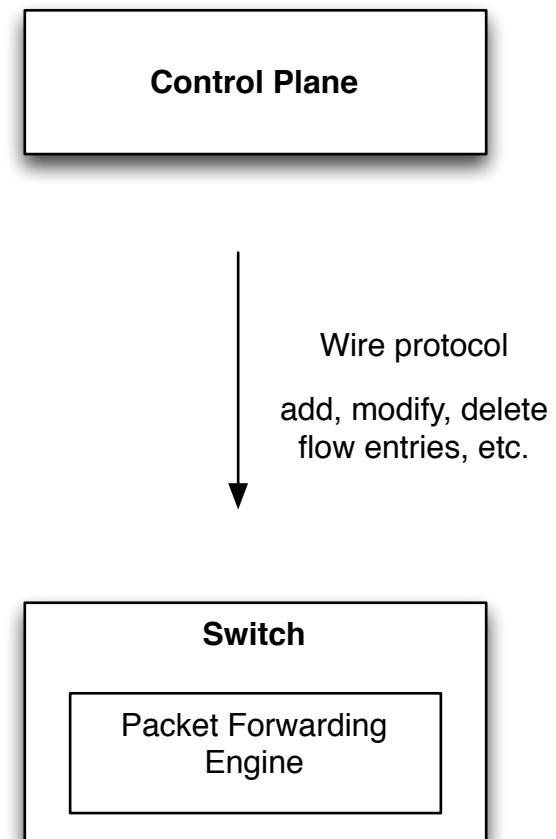 Control Plane
Wire protocol
add, modify, delete
flow entries, etc.
Switch
Packet Forwarding
Engine